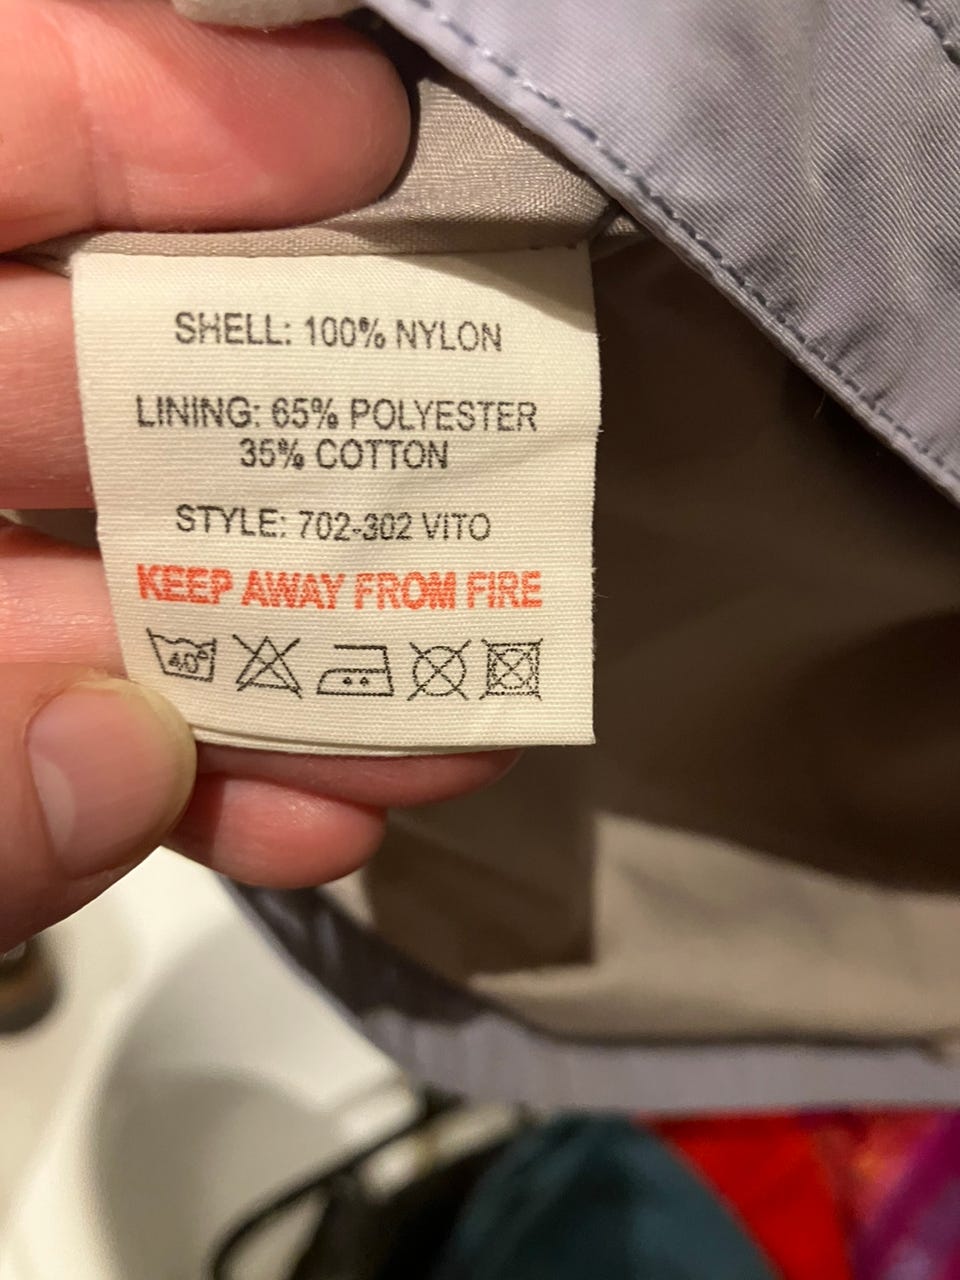 SHELL: 100% NYLON
LINING: 65% POLYESTER
35% COTTON
STYLE: 702-302 VITO
KEEP AWAY FROM FIRE
40°